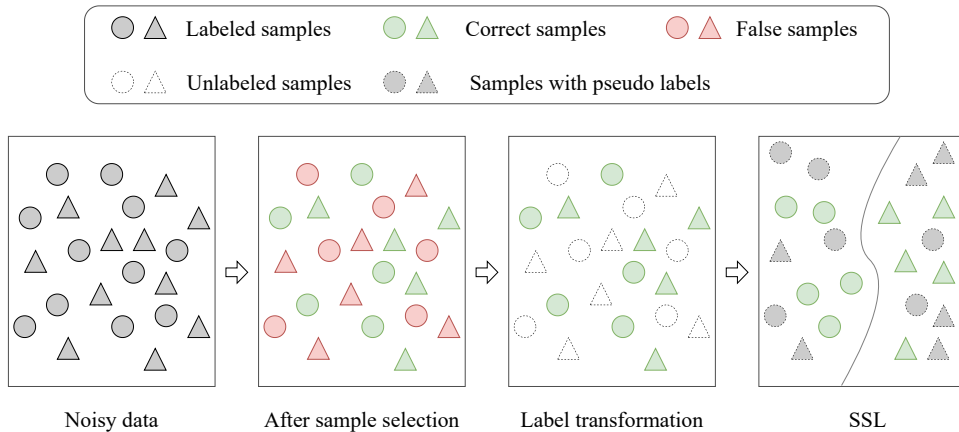 Labeled samples Correct samples False samples
Unlabeled samples Samples with pseudo labels
Noisy data After sample selection Label transformation SSL